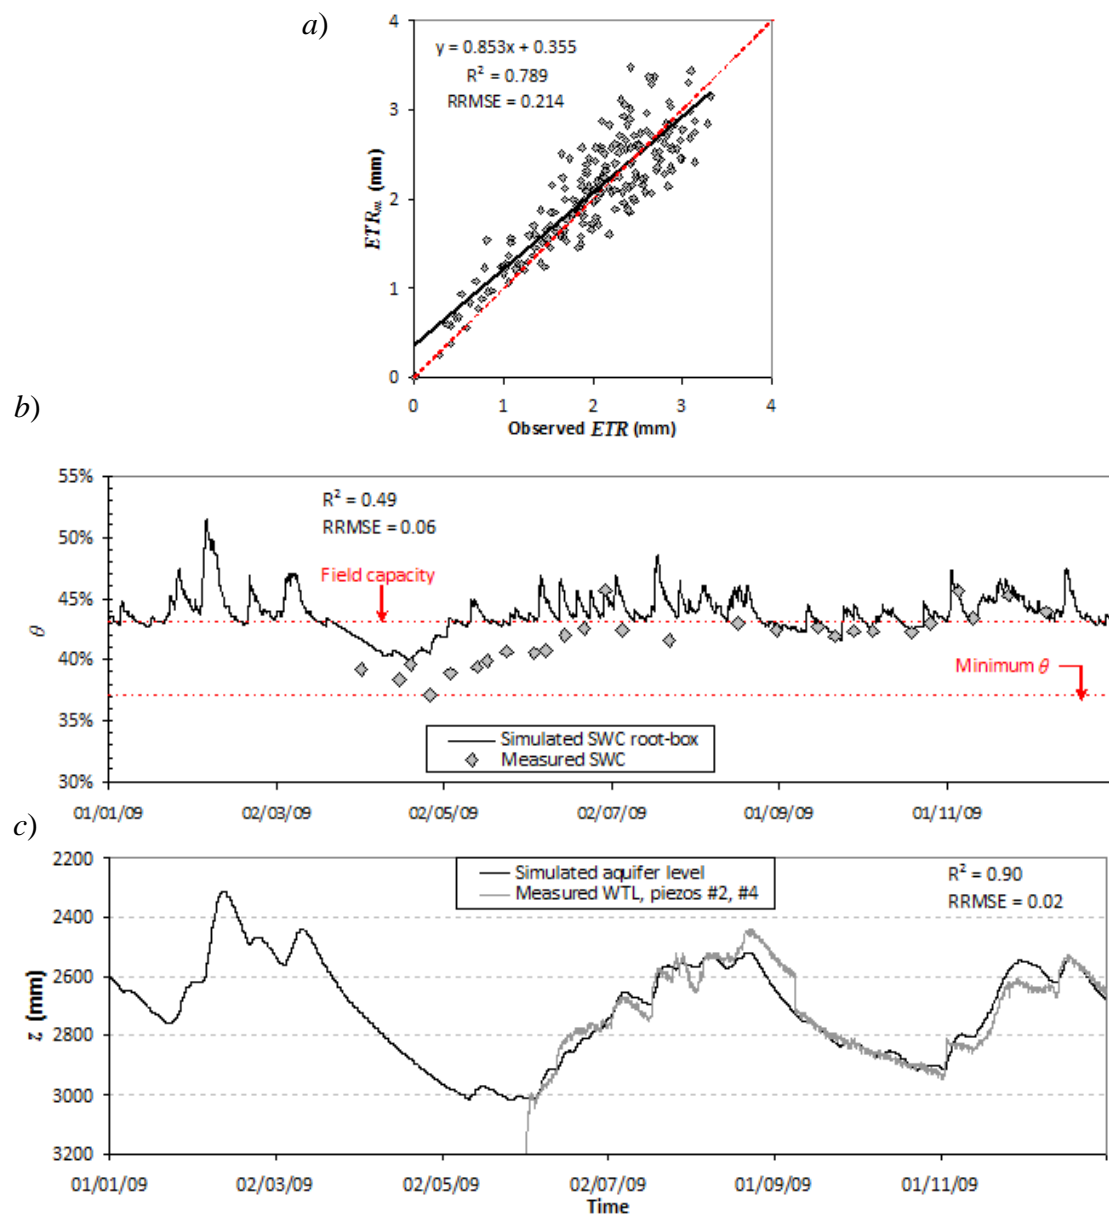 a)
y = 0.853x + 0.355
R² = 0.789
RRMSE = 0.214
4
3
2
1
0
ETRm (mm)
0 1 2 3 4
Observed ETR (mm)
b)
55%
50%
45%
40%
35%
30%
θ
R² = 0.49
RRMSE = 0.06
Field capacity
Minimum θ
Simulated SWC root-box
Measured SWC
01/01/09 02/03/09 02/05/09 02/07/09 01/09/09 01/11/09
c)
2200
2400
2600
2800
3000
3200
z (mm)
Simulated aquifer level
Measured WTL, piezos #2, #4
R² = 0.90
RRMSE = 0.02
01/01/09 02/03/09 02/05/09 02/07/09 01/09/09 01/11/09
Time